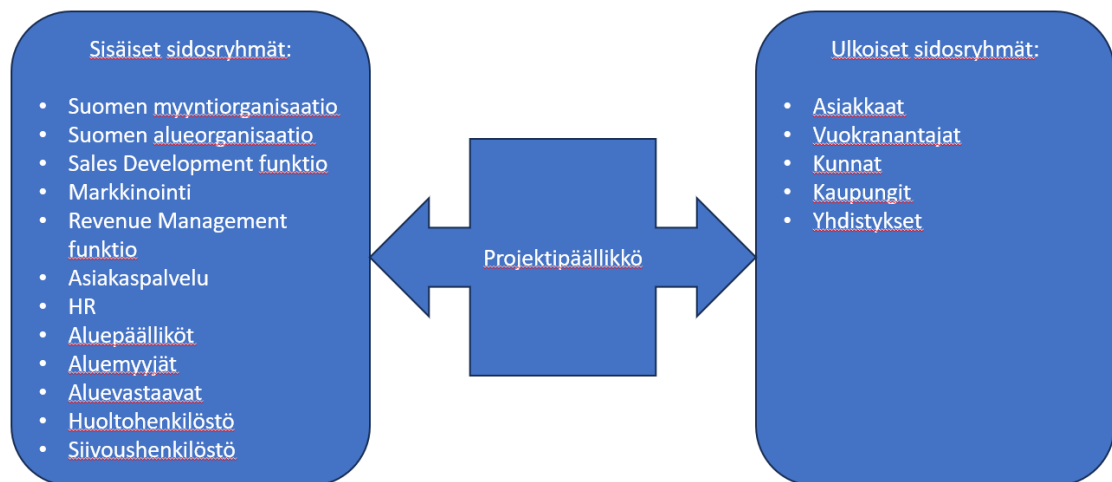 Sisäiset sidosryhmät:
• Suomen myyntiorganisaatio
• Suomen alueorganisaatio
• Sales Development funktio
• Markkinointi
• Revenue Management
funktio
• Asiakaspalvelu
• HR
• Aluepäälliköt
• Aluemyyjät
• Aluevastaavat
• Huoltohenkilöstö
• Siivoushenkilöstö
Projektipäällikkö
Ulkoiset sidosryhmät:
• Asiakkaat
• Vuokranantajat
• Kunnat
• Kaupungit
• Yhdistykset